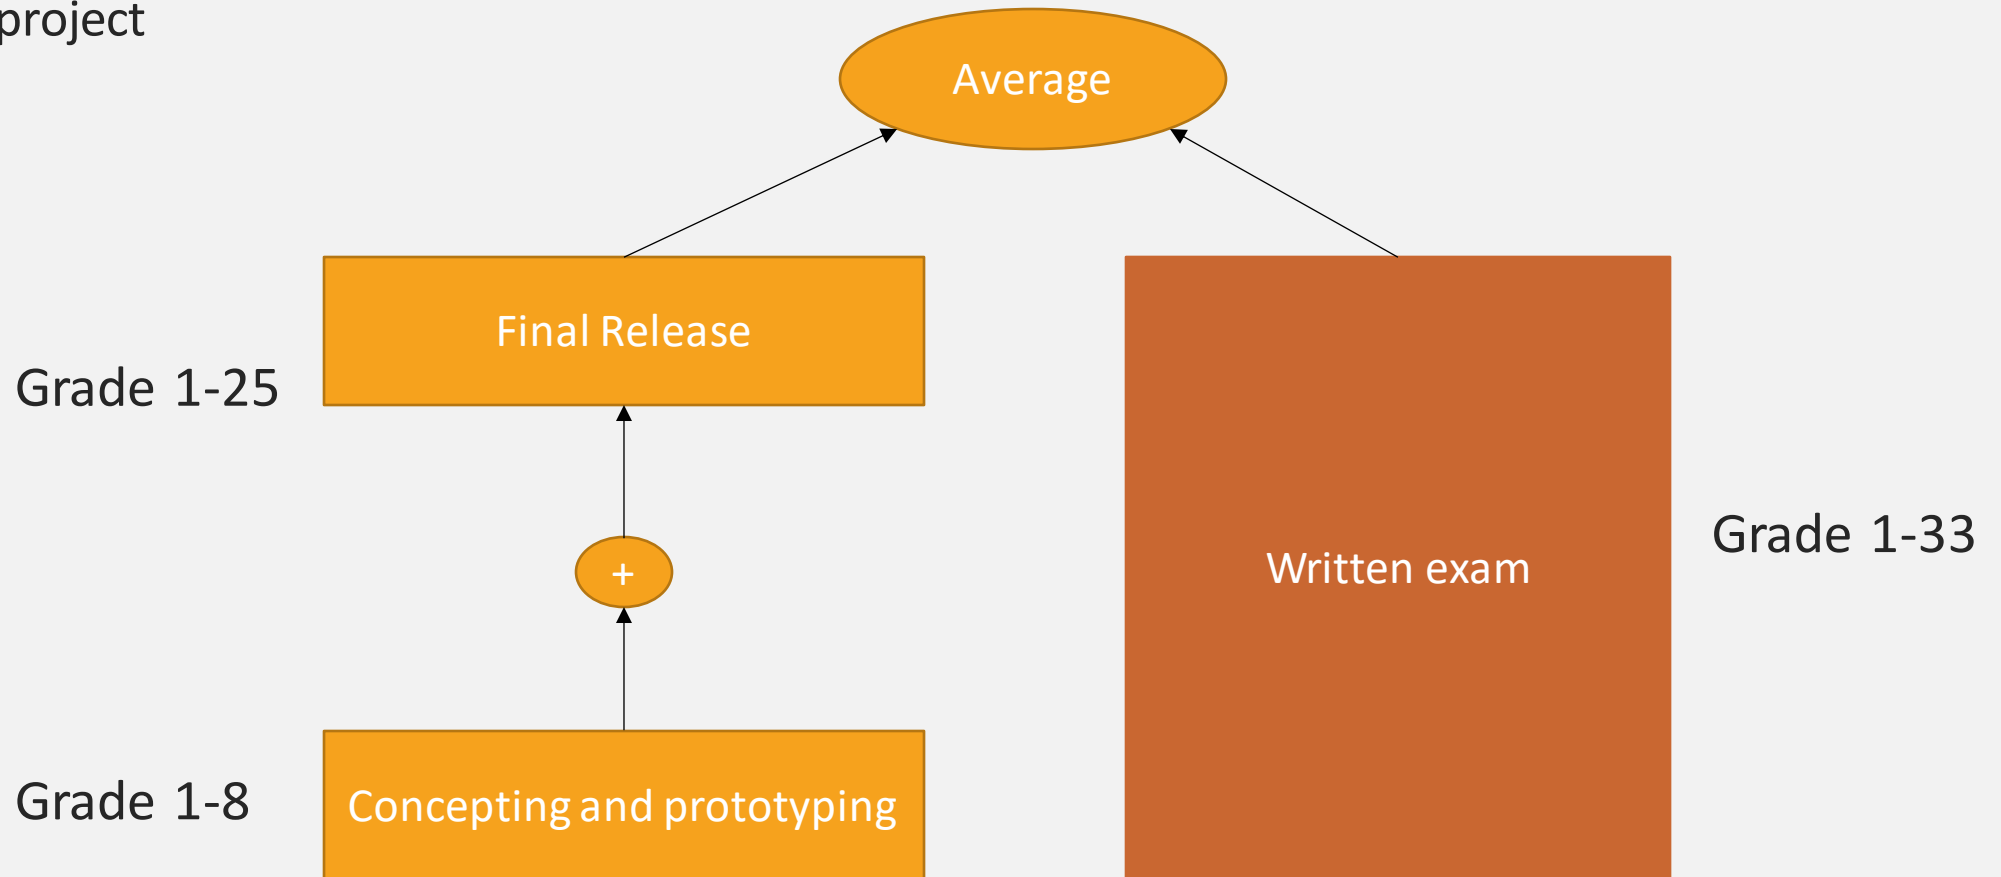 project
Average
Final Release
Grade 1-25
+
Written exam
Grade 1-33
Grade 1-8
Concepting and prototyping